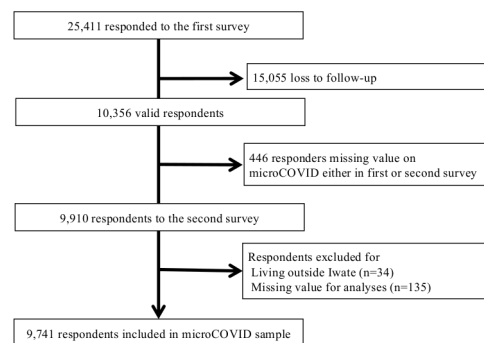 25,411 responded to the first survey
15,055 loss to follow-up
10,356 valid respondents
446 responders missing value on
microCOVID either in first or second survey
9,910 respondents to the second survey
Respondents excluded for
Living outside Iwate (n=34)
Missing value for analyses (n=135)
9,741 respondents included in microCOVID sample